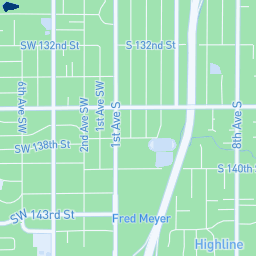 SW 132nd St
S 132nd St
6th Ave SW
2nd Ave SW
1st Ave SW
1st Ave S
8th Ave S
SW 138th St
S 140th S
SW 143rd St
Fred Meyer
Highline